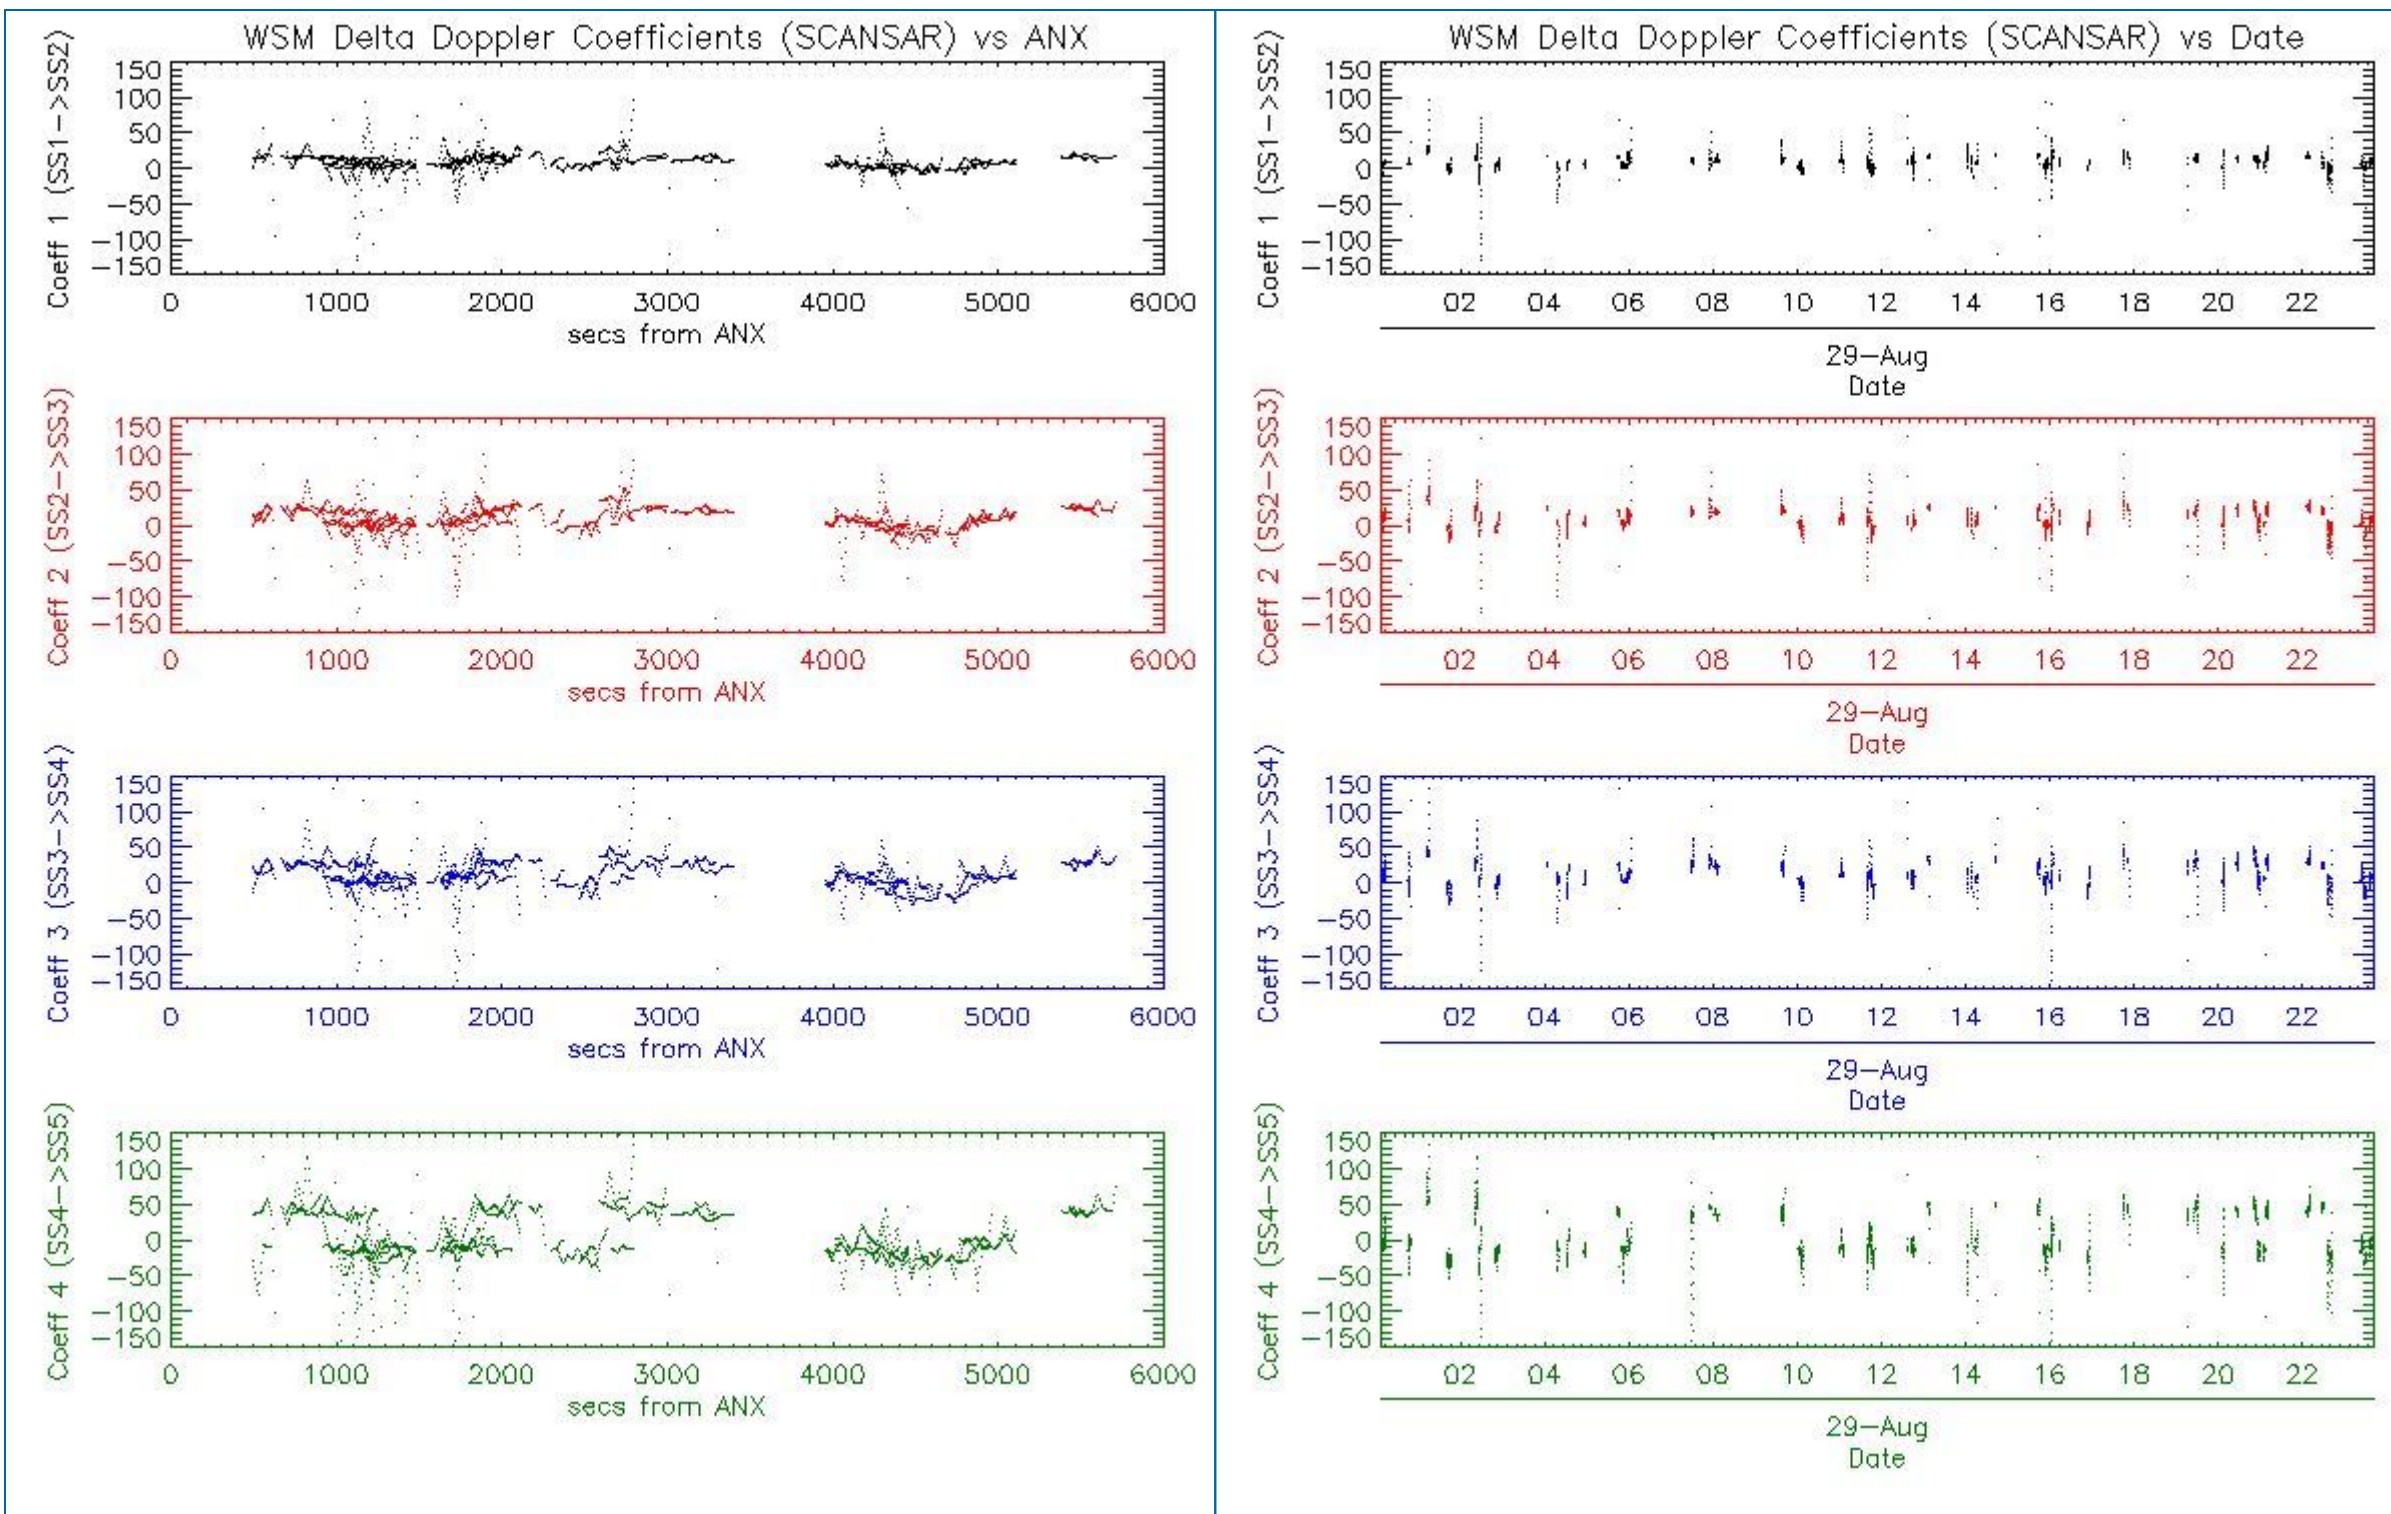 WSM Delta Doppler Coefficients (SCANSAR) vs ANX
Coeff 1 (SS1->SS2)
150
100
50
0
-50
-100
-150
0 1000 2000 3000 4000 5000 6000
secs from ANX
Coeff 2 (SS2->SS3)
150
100
50
0
-50
-100
-150
0 1000 2000 3000 4000 5000 6000
secs from ANX
Coeff 3 (SS3->SS4)
150
100
50
0
-50
-100
-150
0 1000 2000 3000 4000 5000 6000
secs from ANX
Coeff 4 (SS4->SS5)
150
100
50
0
-50
-100
-150
0 1000 2000 3000 4000 5000 6000
secs from ANX
WSM Delta Doppler Coefficients (SCANSAR) vs Date
Coeff 1 (SS1->SS2)
150
100
50
0
-50
-100
-150
02 04 06 08 10 12 14 16 18 20 22
29-Aug
Date
Coeff 2 (SS2->SS3)
150
100
50
0
-50
-100
-150
02 04 06 08 10 12 14 16 18 20 22
29-Aug
Date
Coeff 3 (SS3->SS4)
150
100
50
0
-50
-100
-150
02 04 06 08 10 12 14 16 18 20 22
29-Aug
Date
Coeff 4 (SS4->SS5)
150
100
50
0
-50
-100
-150
02 04 06 08 10 12 14 16 18 20 22
29-Aug
Date